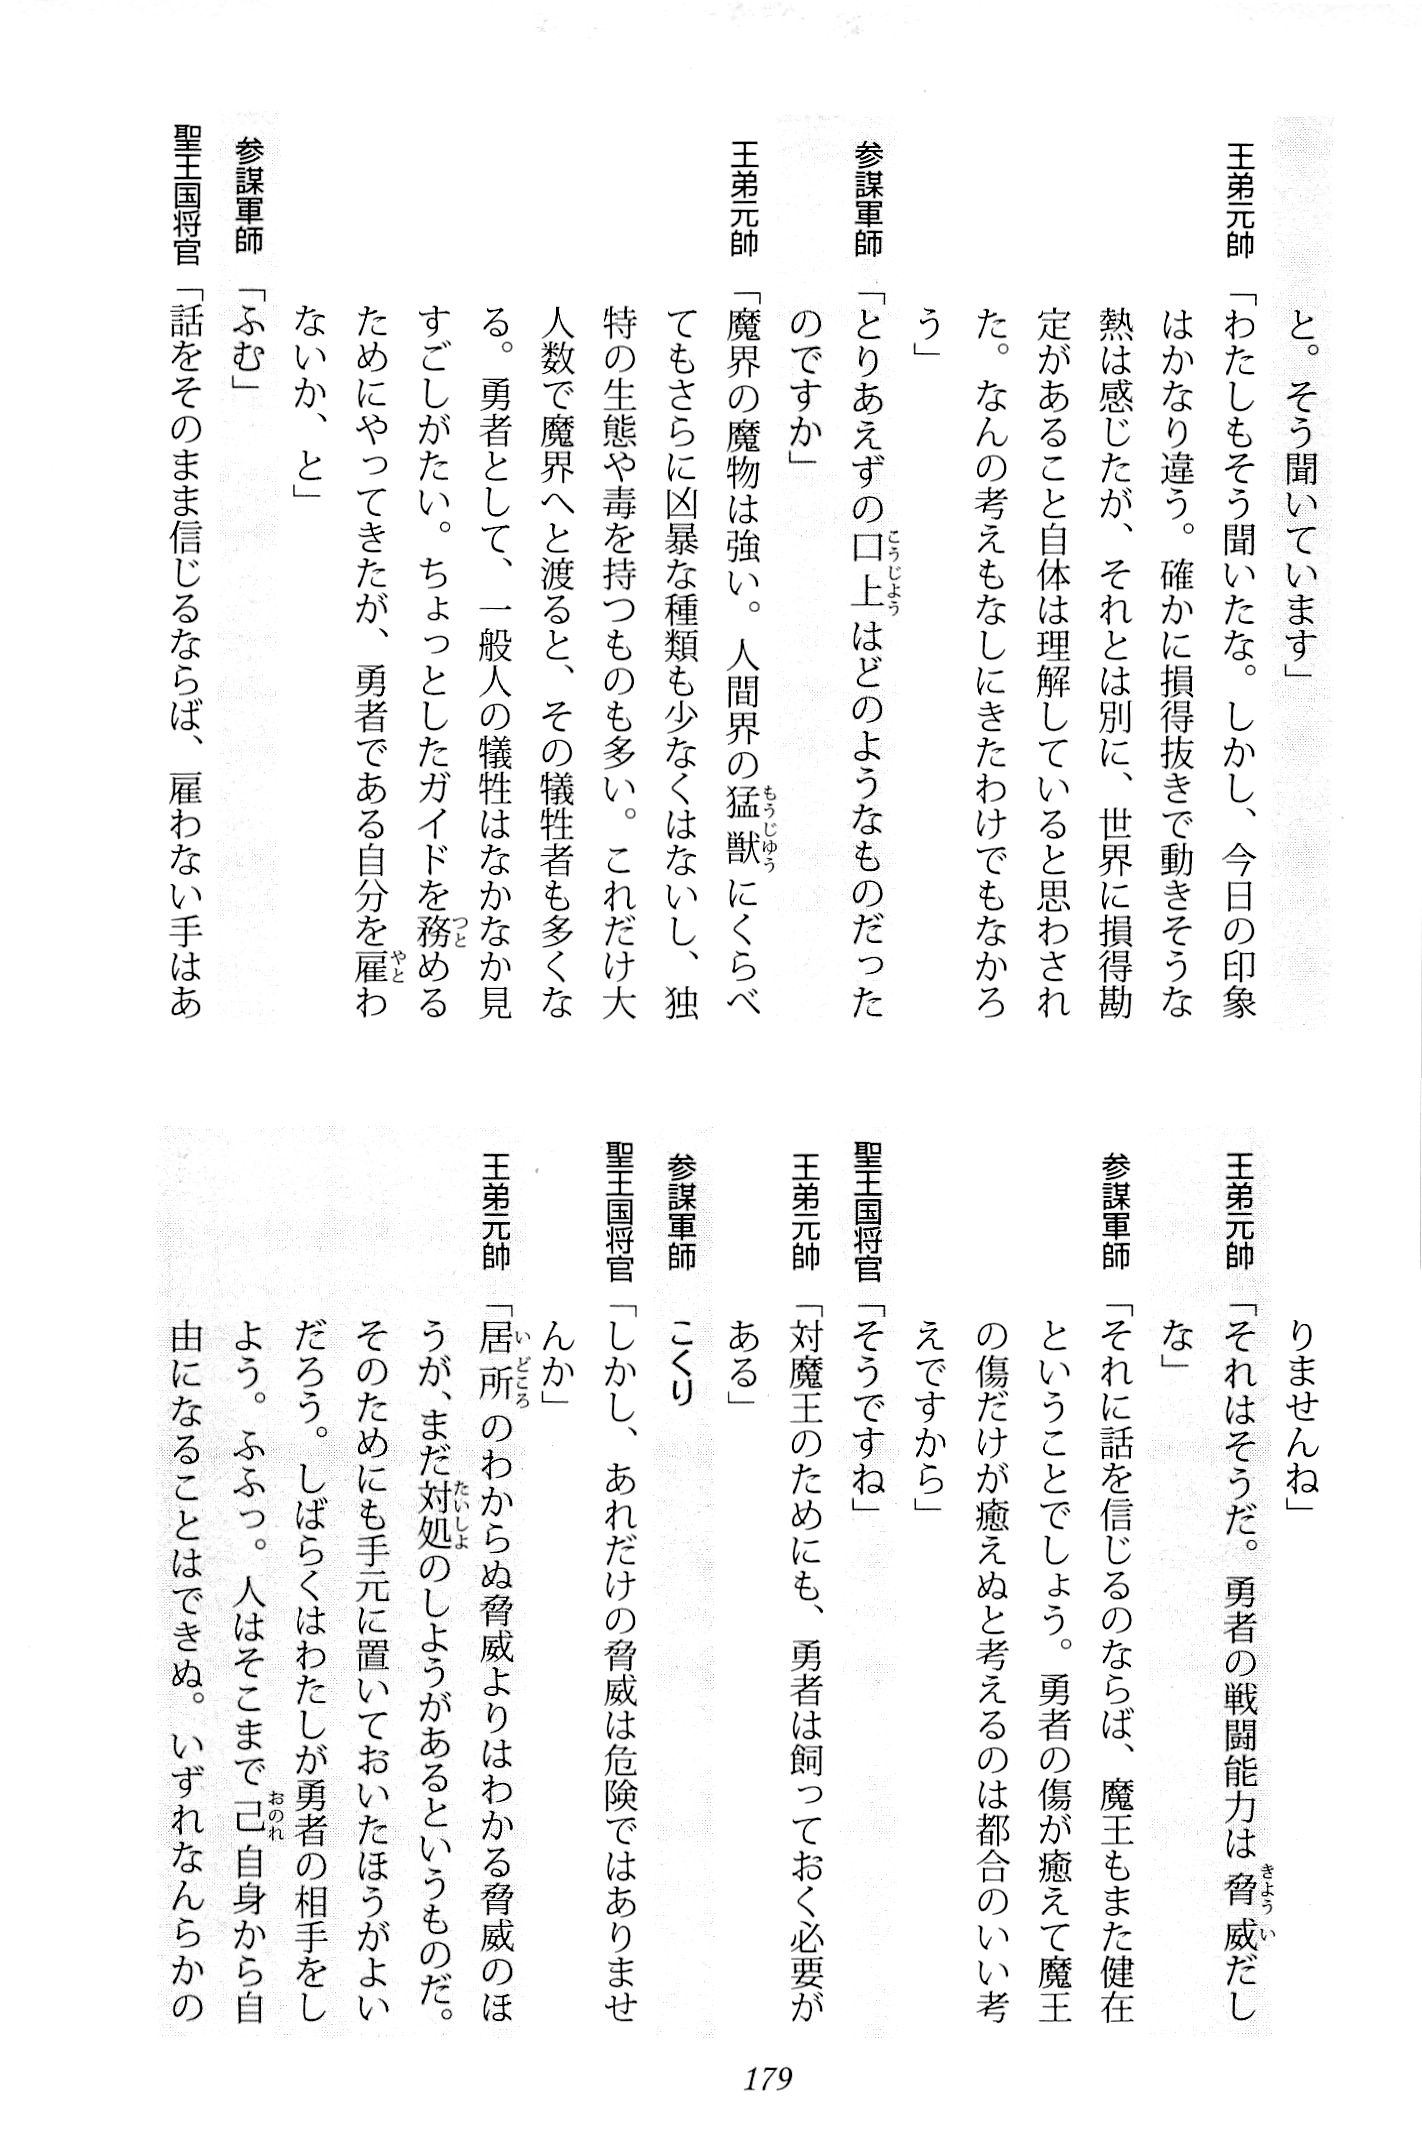 と。そう聞いています」
王弟元帥「わたしもそう聞いたな。しかし、今日の印象
はかなり違う。確かに損得抜きで動きそうな
熱は感じたが、それとは別に、世界に損得勘
定があること自体は理解していると思わされ
た。なんの考えもなしにきたわけでもなかろ
う」
参謀軍師「とりあえずの口上はどのようなものだった
のですか」
王弟元帥「魔界の魔物は強い。人間界の猛獣にくらべ
てもさらに凶暴な種類も少なくはないし、独
特の生態や毒を持つものも多い。これだけ大
人数で魔界へと渡ると、その犠牲者も多くな
る。勇者として、一般人の犠牲はなかなか見
すごしがたい。ちょっとしたガイドを務める
ためにやってきたが、勇者である自分を雇わ
ないか、と」
参謀軍師「ふむ」
聖王国将官「話をそのまま信じるならば、雇わない手はあ
りませんね」
王弟元帥「それはそうだ。勇者の戦闘能力は脅威だし
な」
参謀軍師「それに話を信じるのならば、魔王もまた健在
ということでしょう。勇者の傷が癒えて魔王
の傷だけが癒えぬと考えるのは都合のいい考
えですから」
聖王国将官「そうですね」
王弟元帥「対魔王のためにも、勇者は飼っておく必要が
ある」
参謀軍師 こくり
聖王国将官「しかし、あれだけの脅威は危険ではありませ
んか」
王弟元帥「居所のわからぬ脅威よりはわかる脅威のほ
うが、まだ対処のしようがあるというものだ。
そのためにも手元に置いておいたほうがよい
だろう。しばらくはわたしが勇者の相手をし
よう。ふふっ。人はそこまで己自身から自
由になることはできぬ。いずれなんらかの
179